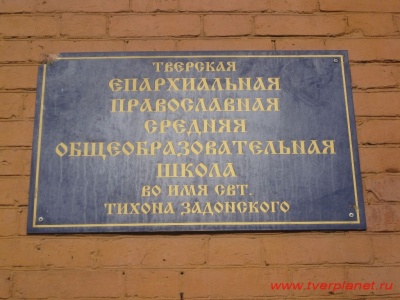 ТВЕРСКАЯ
ЕПАРХИАЛЬНАЯ
ПРАВОСЛАВНАЯ
СРЕДНЯЯ
ОБЩЕОБРАЗОВАТЕЛЬНАЯ
ШКОЛА
ВО ИМЯ СВТ.
ТИХОНА ЗАДОНСКОГО
www.tverplanet.ru